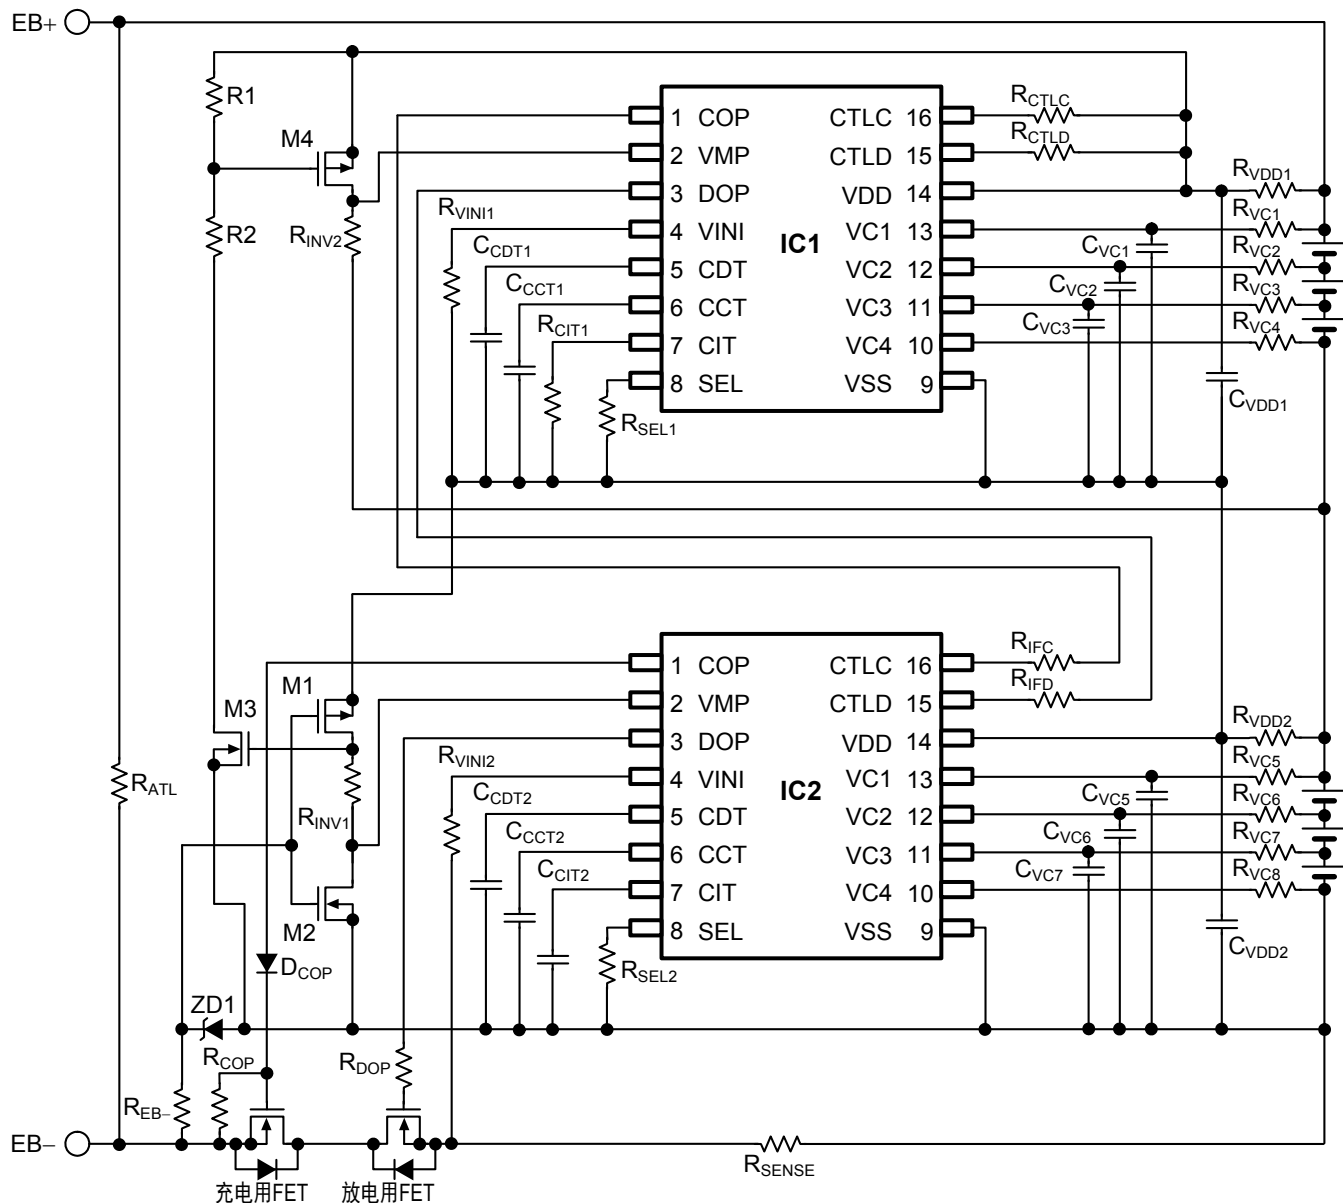 EB+
R1
M4
R2
RINV2
RVINI1
CCDT1
CCCT1
RCIT1
RSEL1
1 COP
2 VMP
3 DOP
4 VINI
5 CDT
6 CCT
7 CIT
8 SEL
IC1
CTLC 16
CTLD 15
VDD 14
VC1 13
VC2 12
VC3 11
VC4 10
VSS 9
RCTLC
RCTLD
RVDD1
RVC1
RVC2
RVC3
RVC4
CVC1
CVC2
CVC3
CVDD1
M1
M3
RATL
RINV1
M2
RVINI2
CCDT2
CCCT2
CCIT2
RSEL2
1 COP
2 VMP
3 DOP
4 VINI
5 CDT
6 CCT
7 CIT
8 SEL
IC2
CTLC 16
CTLD 15
VDD 14
VC1 13
VC2 12
VC3 11
VC4 10
VSS 9
RIFC
RIFD
RVDD2
RVC5
RVC6
RVC7
RVC8
CVC5
CVC6
CVC7
CVDD2
DCOP
ZD1
RCOP
RDOP
REB−
EB−
RSENSE
充电用FET
放电用FET